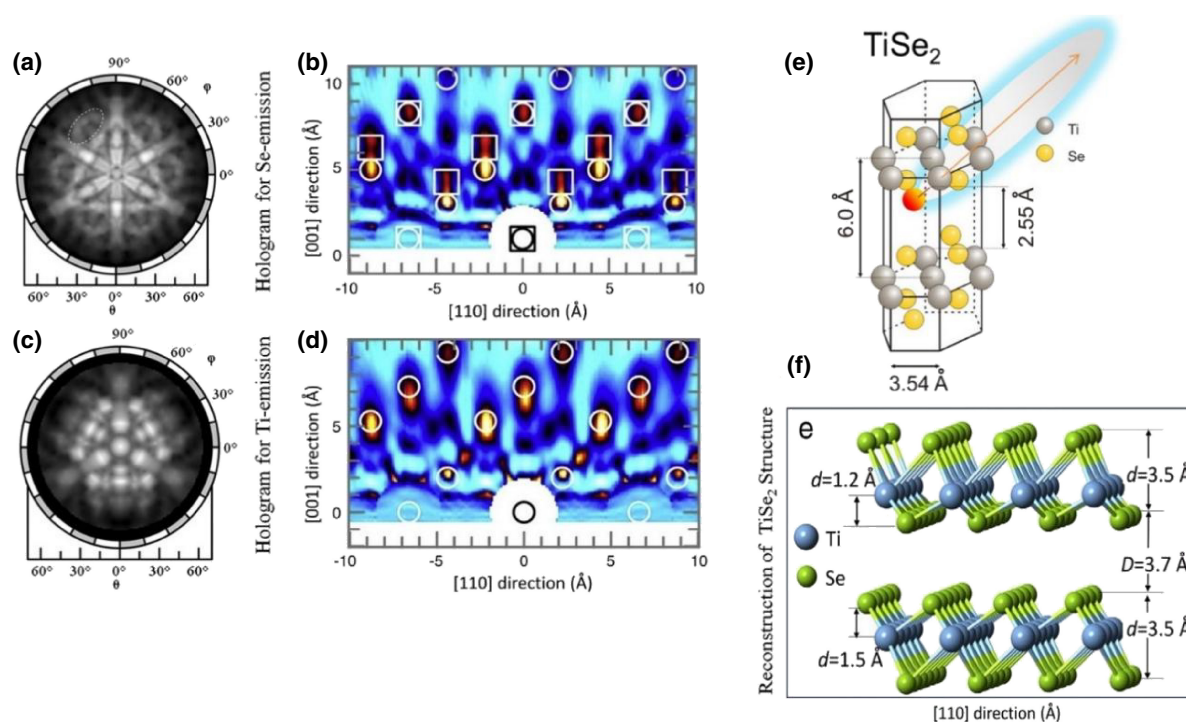 (a)
90°
60°
φ
30°
0°
60° 30° 0° 30° 60°
θ
Hologram for Se-emission
(b)
[001] direction (Å)
10
5
0
-10 -5 0 5 10
[110] direction (Å)
(c)
90°
60°
φ
30°
0°
60° 30° 0° 30° 60°
θ
Hologram for Ti-emission
(d)
[001] direction (Å)
10
5
0
-10 -5 0 5 10
[110] direction (Å)
(e)
TiSe2
Ti
Se
6.0 Å
2.55 Å
3.54 Å
(f)
Reconstruction of TiSe2 Structure
e
d=1.2 Å
d=3.5 Å
Ti
Se
D=3.7 Å
d=1.5 Å
d=3.5 Å
[110] direction (Å)